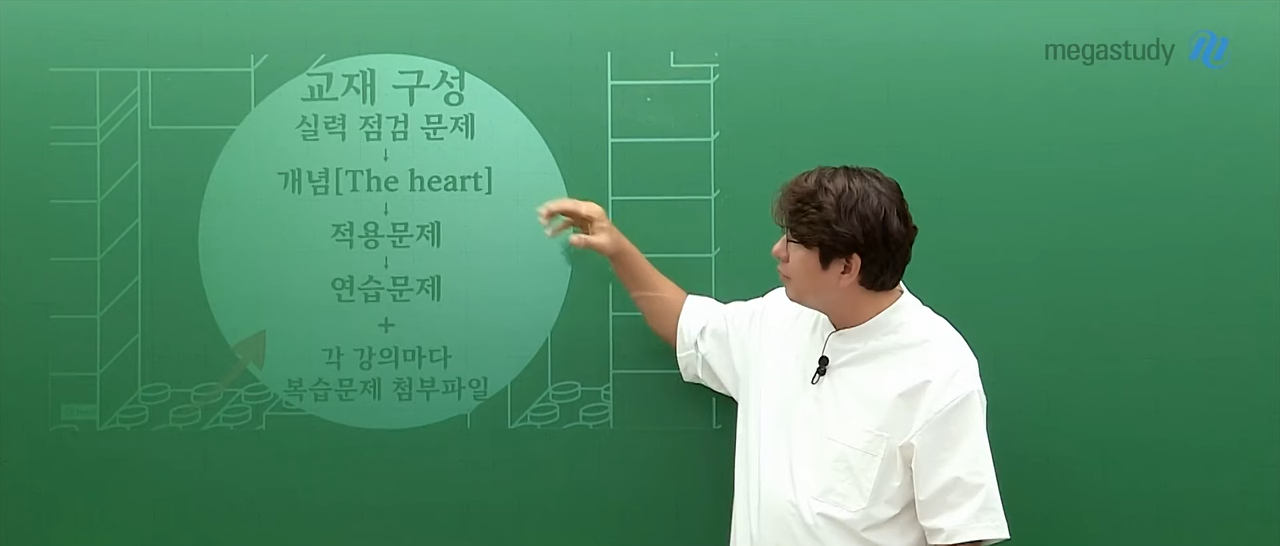 megastudy
교재 구성
실력 점검 문제
↓
개념[The heart]
↓
적용문제
↓
연습문제
+
각 강의마다
복습문제 첨부파일